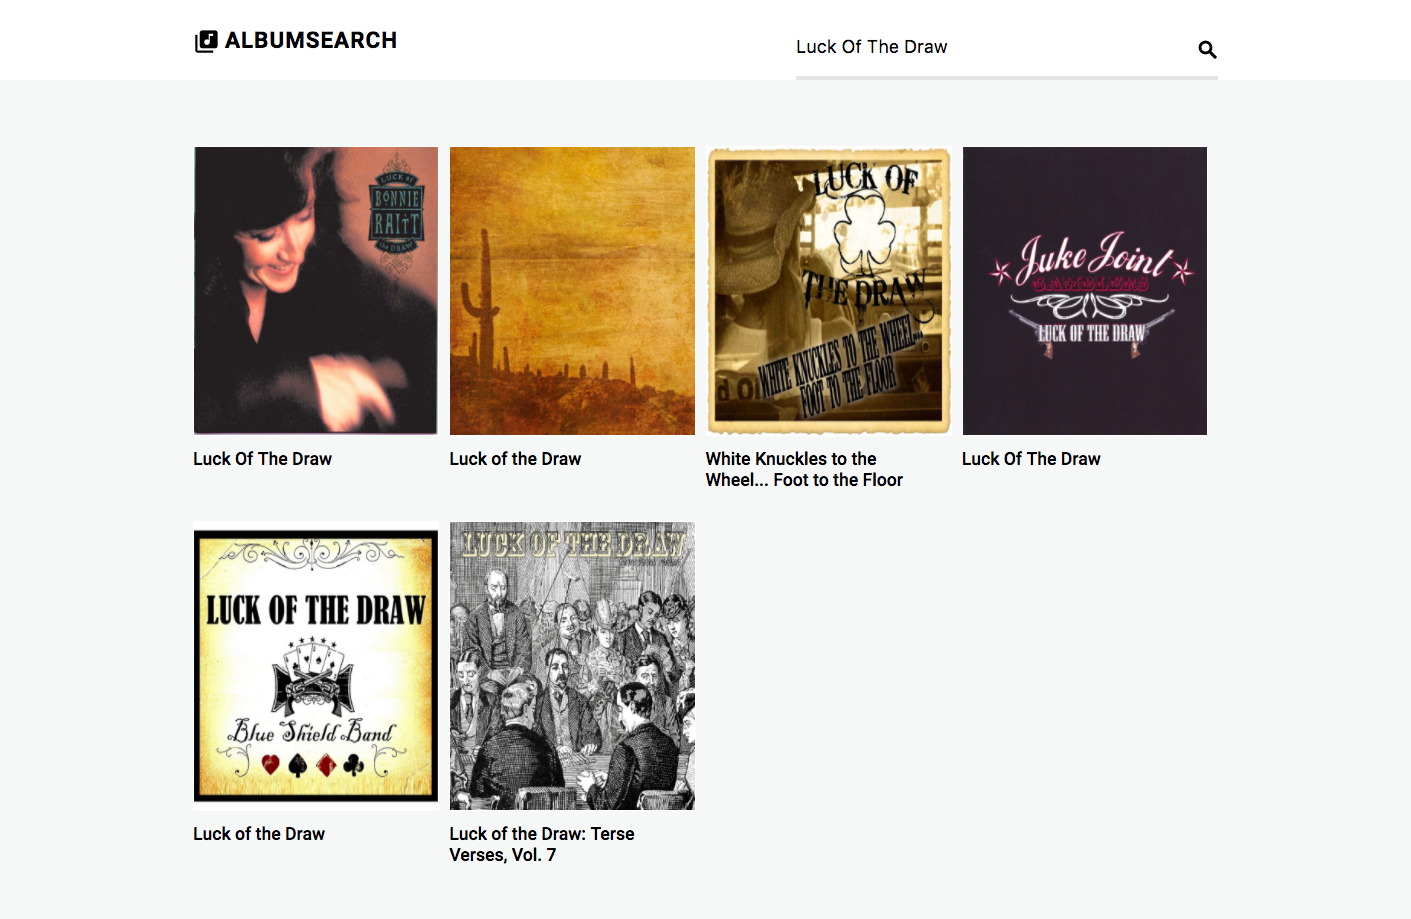 ALBUMSEARCH
Luck Of The Draw
LUCK OF
BONNIE
RAITT
the DRAW
LUCK OF
THE DRAW
WHITE KNUCKLES TO THE WHEEL...
FOOT TO THE FLOOR
Juke Joint
LUCK OF THE DRAW
Luck Of The Draw
Luck of the Draw
White Knuckles to the
Wheel... Foot to the Floor
Luck Of The Draw
LUCK OF THE DRAW
Blue Shield Band
LUCK OF THE DRAW
Luck of the Draw
Luck of the Draw: Terse
Verses, Vol. 7